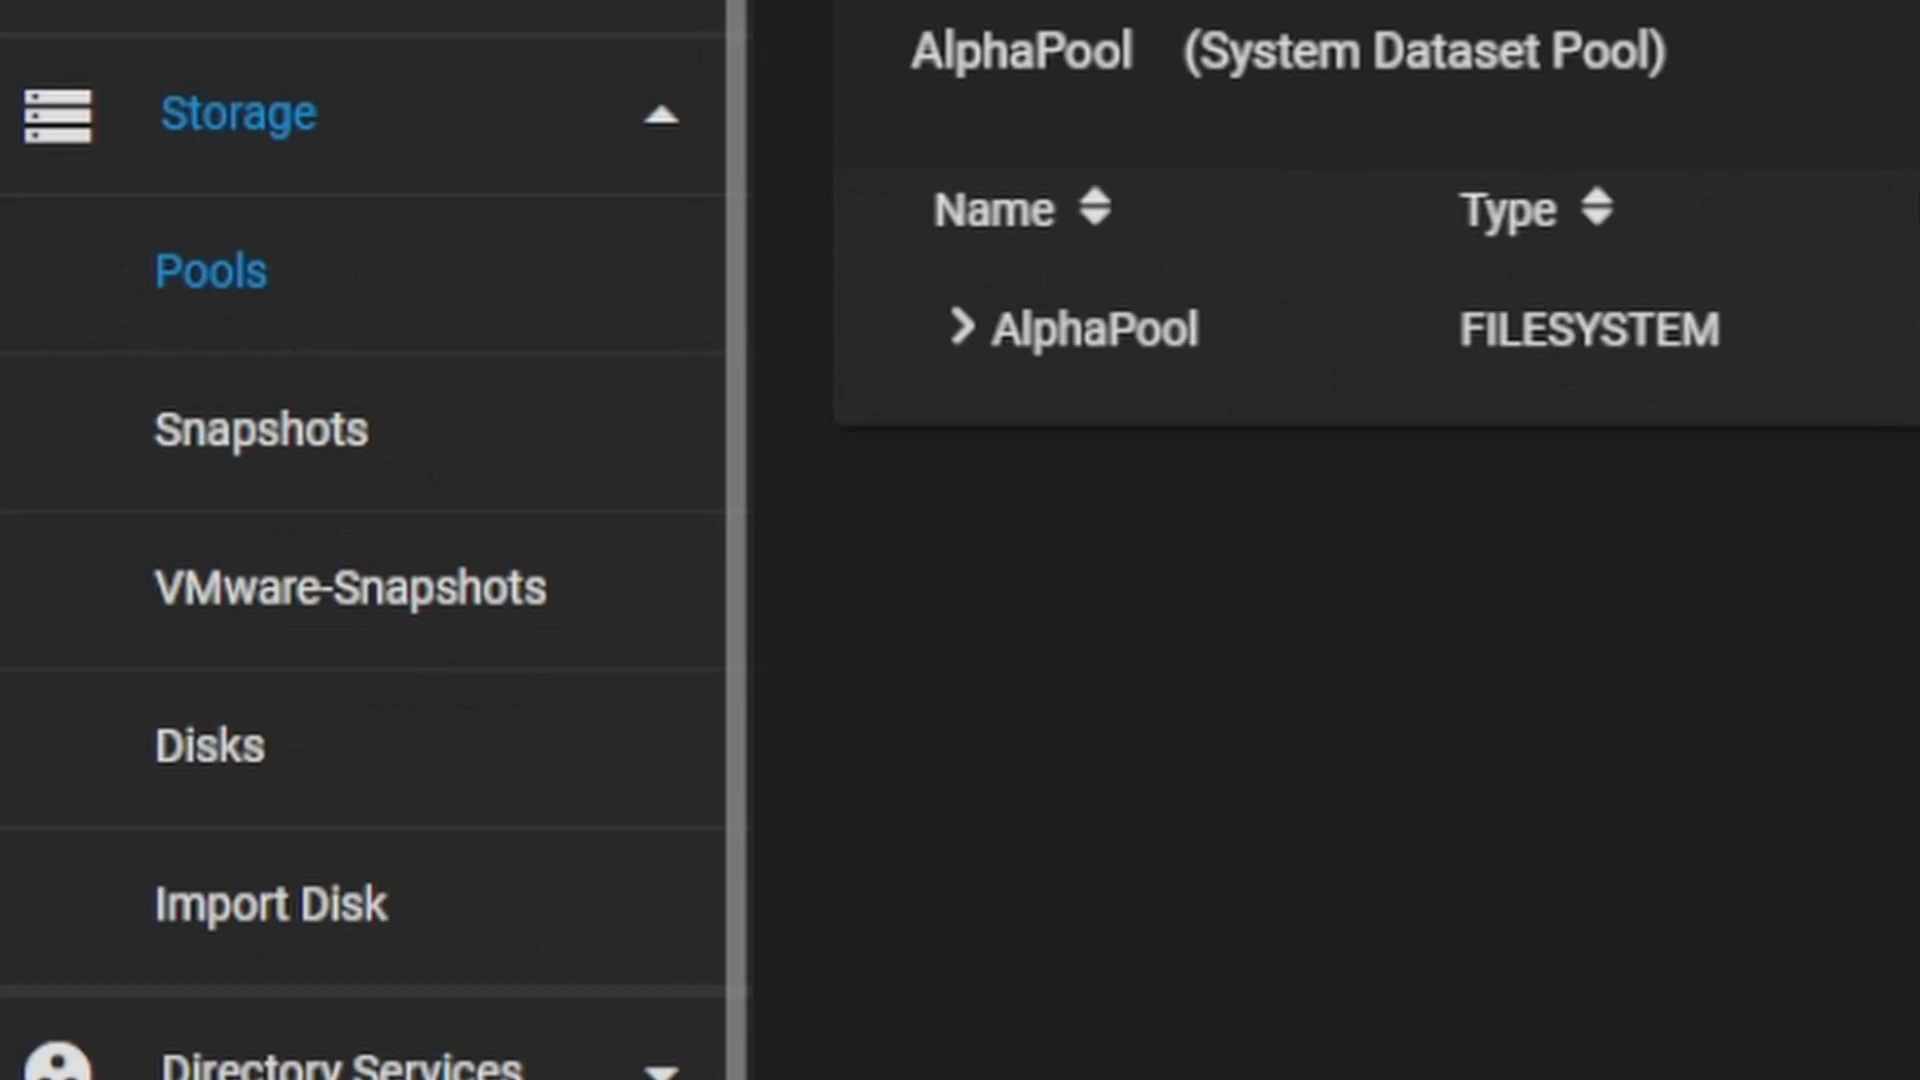 Storage
Pools
Snapshots
VMware-Snapshots
Disks
Import Disk
Directory Services
AlphaPool (System Dataset Pool)
Name Type
AlphaPool FILESYSTEM